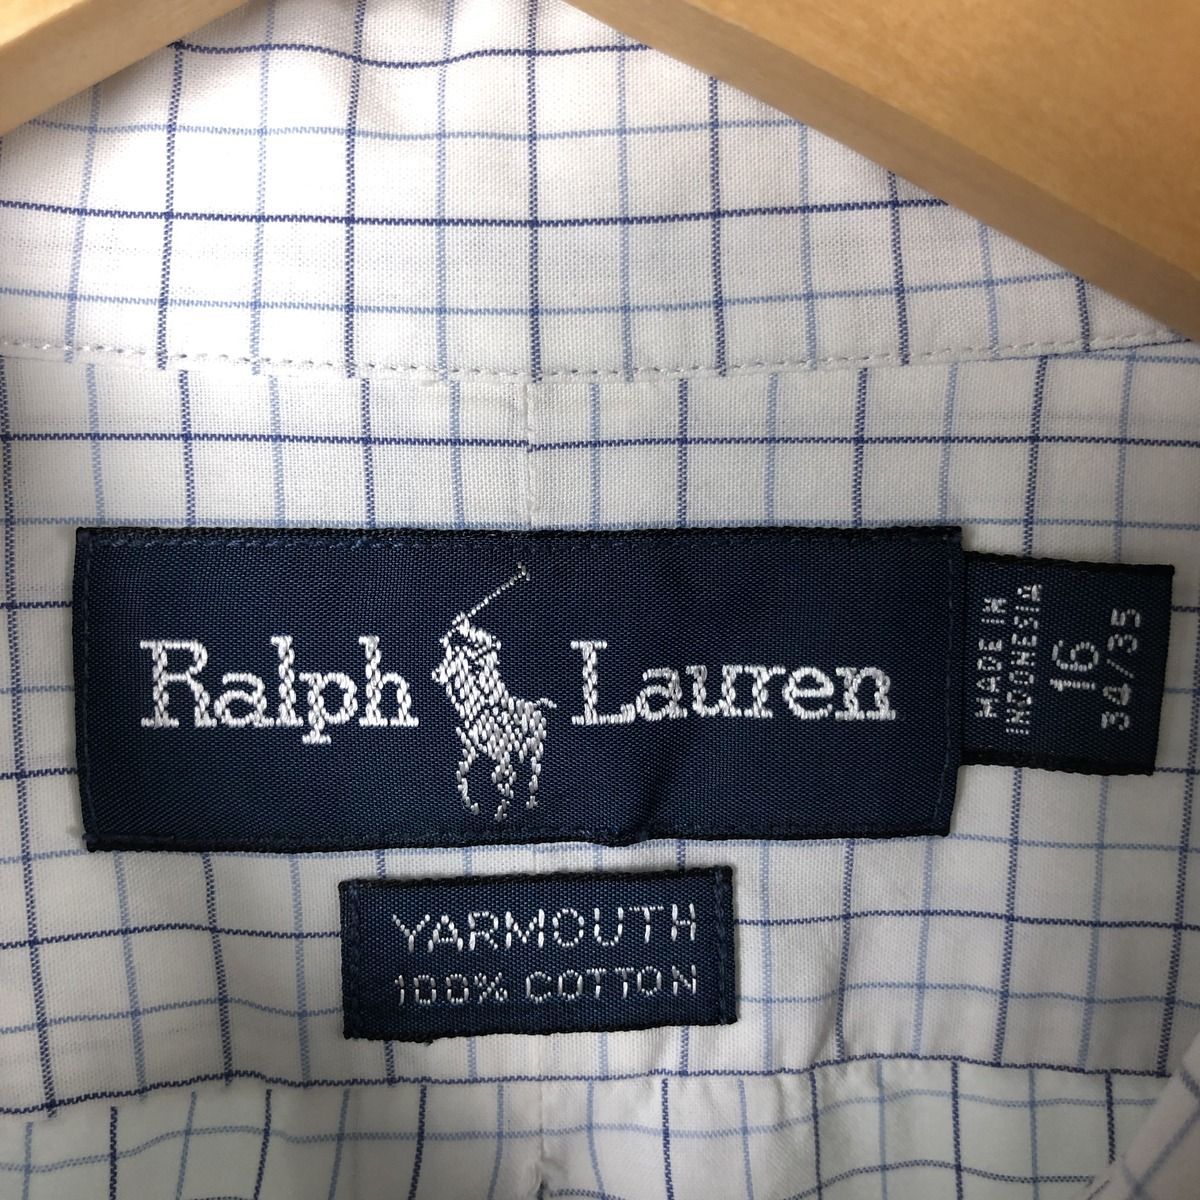 Ralph Lauren
MADE IN
INDONESIA
16
34/35
YARMOUTH
100% COTTON